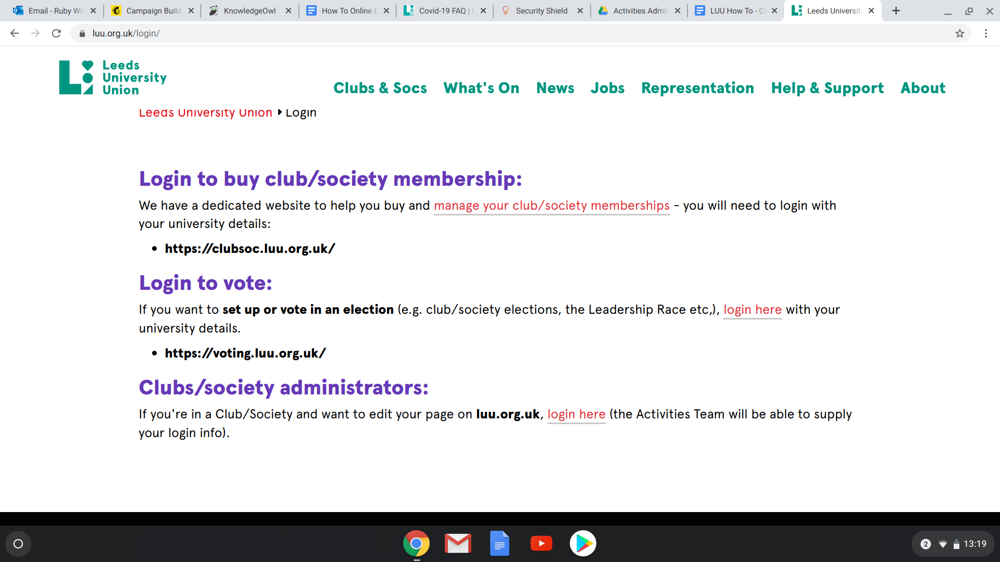 Email - Ruby Wra
Campaign Builde
KnowledgeOwl
How To Online E
Covid-19 FAQ | L
Security Shield
Activities Admin
LUU How To - Cr
Leeds University
luu.org.uk/login/
Leeds
University
Union
Clubs & Socs What's On News Jobs Representation Help & Support About
Leeds University Union Login
Login to buy club/society membership:
We have a dedicated website to help you buy and manage your club/society memberships - you will need to login with
your university details:
• https://clubsoc.luu.org.uk/
Login to vote:
If you want to set up or vote in an election (e.g. club/society elections, the Leadership Race etc,), login here with your
university details.
• https://voting.luu.org.uk/
Clubs/society administrators:
If you're in a Club/Society and want to edit your page on luu.org.uk, login here (the Activities Team will be able to supply
your login info).
2 13:19